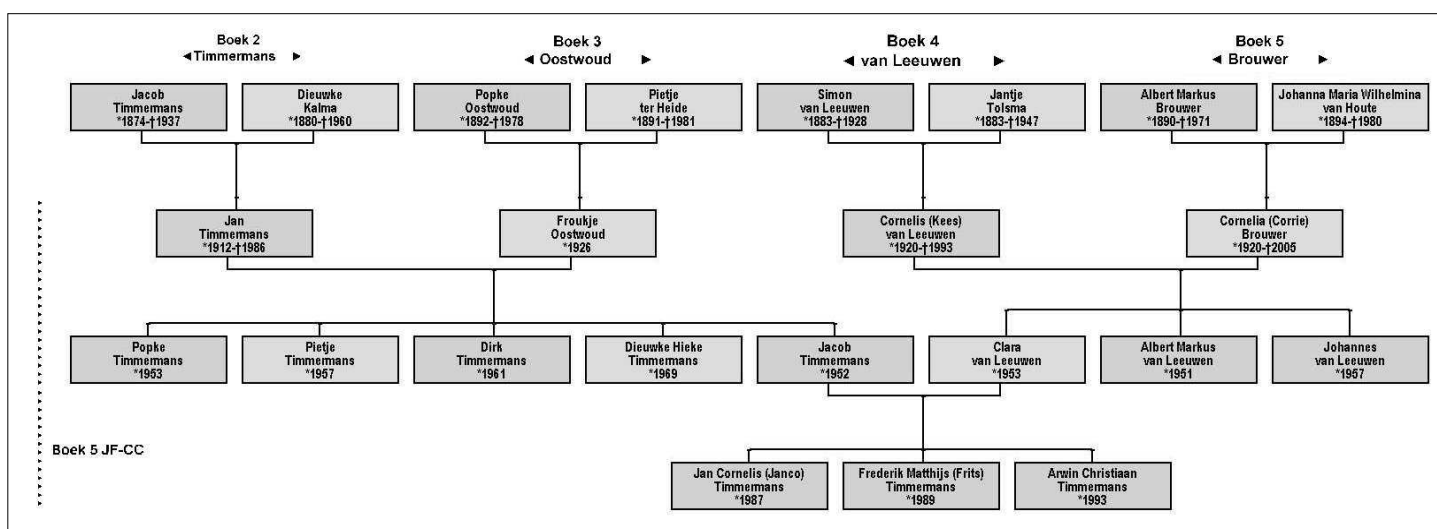 Boek 2
◄Timmermans ►
Boek 3
◄ Oostwoud ►
Boek 4
◄ van Leeuwen ►
Boek 5
◄ Brouwer ►
Jacob
Timmermans
*1874-†1937
Dieuwke
Kalma
*1880-†1960
Popke
Oostwoud
*1892-†1978
Pietje
ter Heide
*1891-†1981
Simon
van Leeuwen
*1883-†1928
Jantje
Tolsma
*1883-†1947
Albert Markus
Brouwer
*1890-†1971
Johanna Maria Wilhelmina
van Houte
*1894-†1980
Jan
Timmermans
*1912-†1986
Froukje
Oostwoud
*1926
Cornelis (Kees)
van Leeuwen
*1920-†1993
Cornelia (Corrie)
Brouwer
*1920-†2005
Popke
Timmermans
*1953
Pietje
Timmermans
*1957
Dirk
Timmermans
*1961
Dieuwke Hieke
Timmermans
*1969
Jacob
Timmermans
*1952
Clara
van Leeuwen
*1953
Albert Markus
van Leeuwen
*1951
Johannes
van Leeuwen
*1957
Boek 5 JF-CC
Jan Cornelis (Janco)
Timmermans
*1987
Frederik Matthijs (Frits)
Timmermans
*1989
Arwin Christiaan
Timmermans
*1993